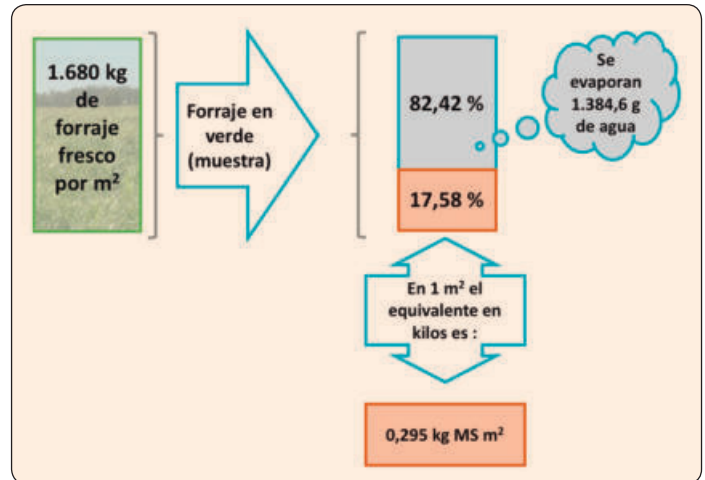 1.680 kg
de
forraje
fresco
por m²
Forraje en
verde
(muestra)
82,42 %
17,58 %
Se
evaporan
1.384,6 g
de agua
En 1 m² el
equivalente en
kilos es :
0,295 kg MS m²